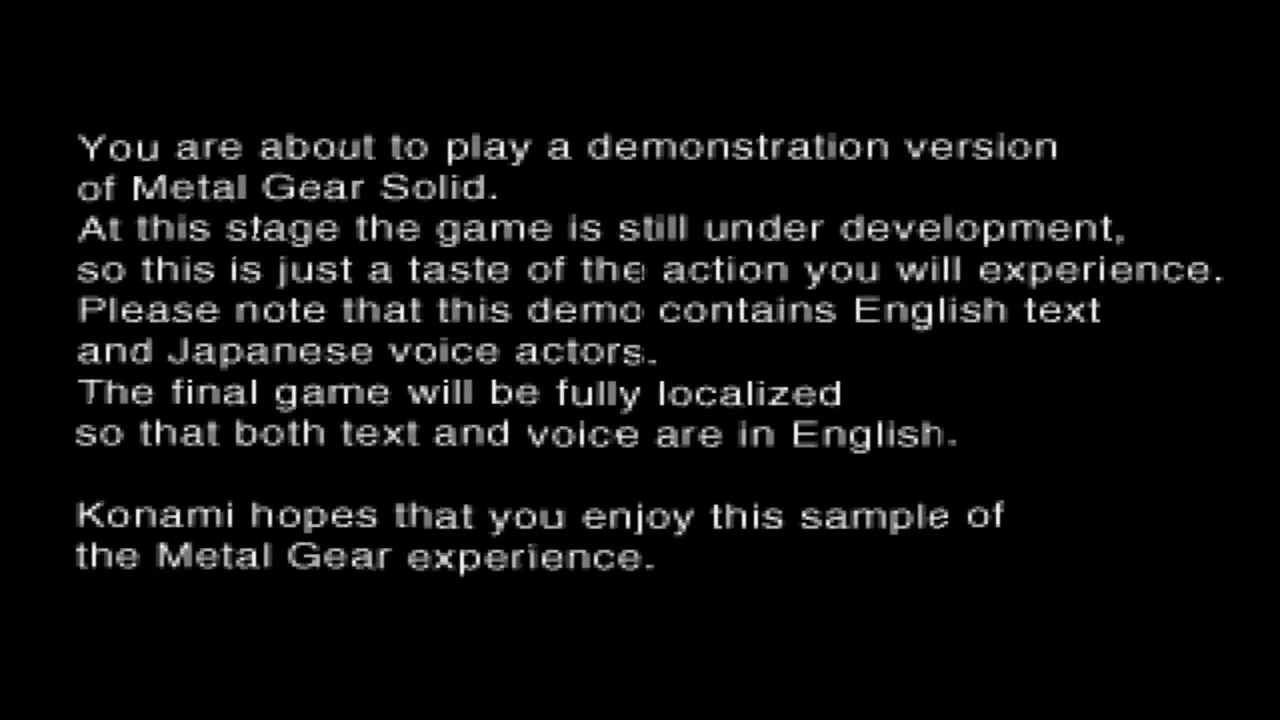 You are about to play a demonstration version
of Metal Gear Solid.
At this stage the game is still under development,
so this is just a taste of the action you will experience.
Please note that this demo contains English text
and Japanese voice actors.
The final game will be fully localized
so that both text and voice are in English.
Konami hopes that you enjoy this sample of
the Metal Gear experience.